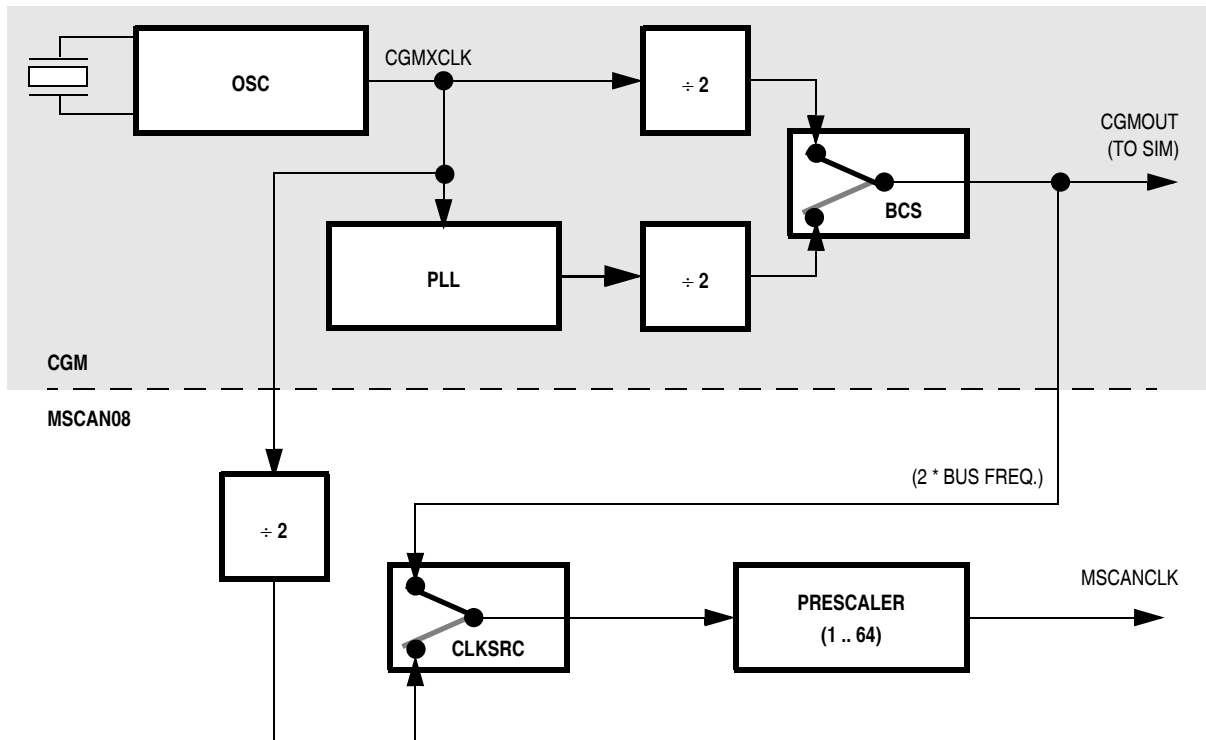 CGMXCLK
OSC
÷ 2
CGMOUT
(TO SIM)
BCS
PLL
÷ 2
CGM
MSCAN08
(2 * BUS FREQ.)
÷ 2
MSCANCLK
PRESCALER
(1 .. 64)
CLKSRC